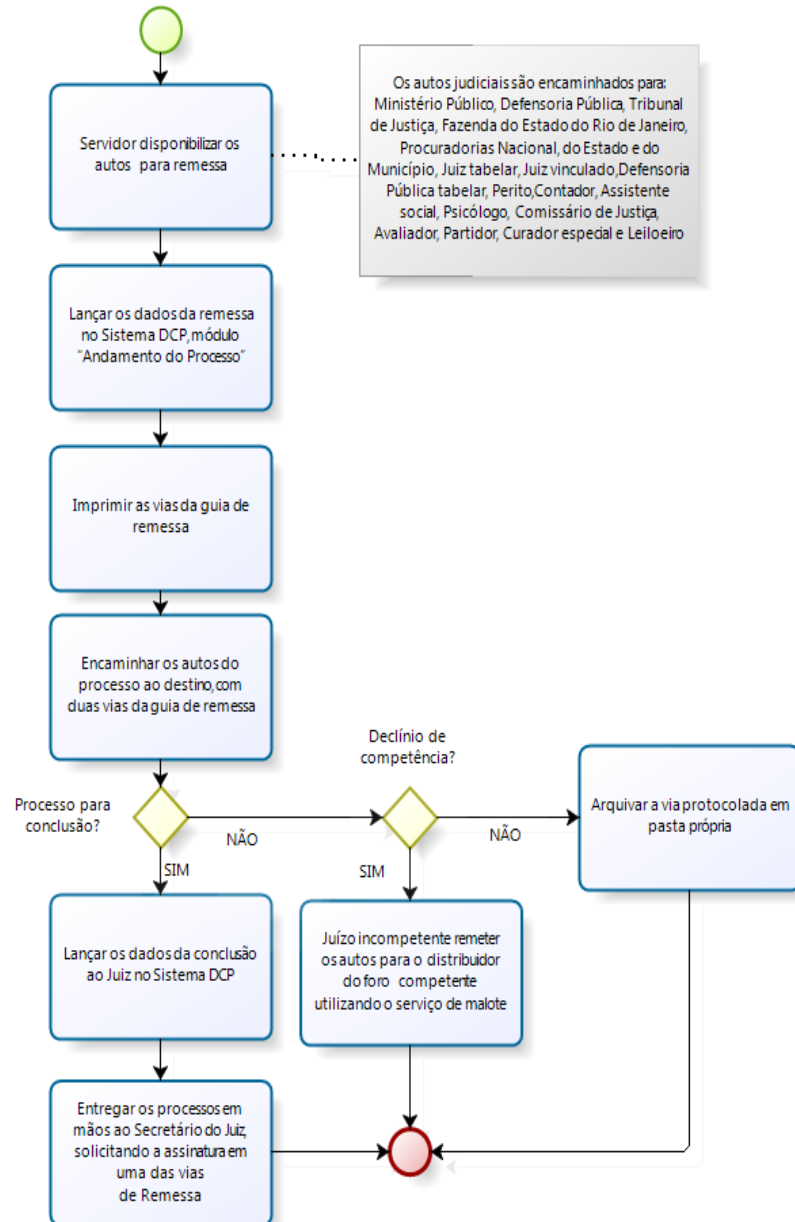 Servidor disponibilizar os
autos para remessa
Os autos judiciais são encaminhados para:
Ministério Público, Defensoria Pública, Tribunal
de Justiça, Fazenda do Estado do Rio de Janeiro,
Procuradorias Nacional, do Estado e do
Município, Juiz tabelar, Juiz vinculado,Defensoria
Pública tabelar, Perito,Contador, Assistente
social, Psicólogo, Comissário de Justiça,
Avaliador, Partidor, Curador especial e Leiloeiro
Lançar os dados da remessa
no Sistema DCP, módulo
“Andamento do Processo”
Imprimir as vias da guia de
remessa
Encaminhar os autos do
processo ao destino, com
duas vias da guia de remessa
Processo para
conclusão?
NÃO
SIM
Declínio de
competência?
NÃO
SIM
Arquivar a via protocolada em
pasta própria
Lançar os dados da conclusão
ao Juiz no Sistema DCP
Juízo incompetente remeter
os autos para o distribuidor
do foro competente
utilizando o serviço de malote
Entregar os processos em
mãos ao Secretário do Juiz,
solicitando a assinatura em
uma das vias
de Remessa